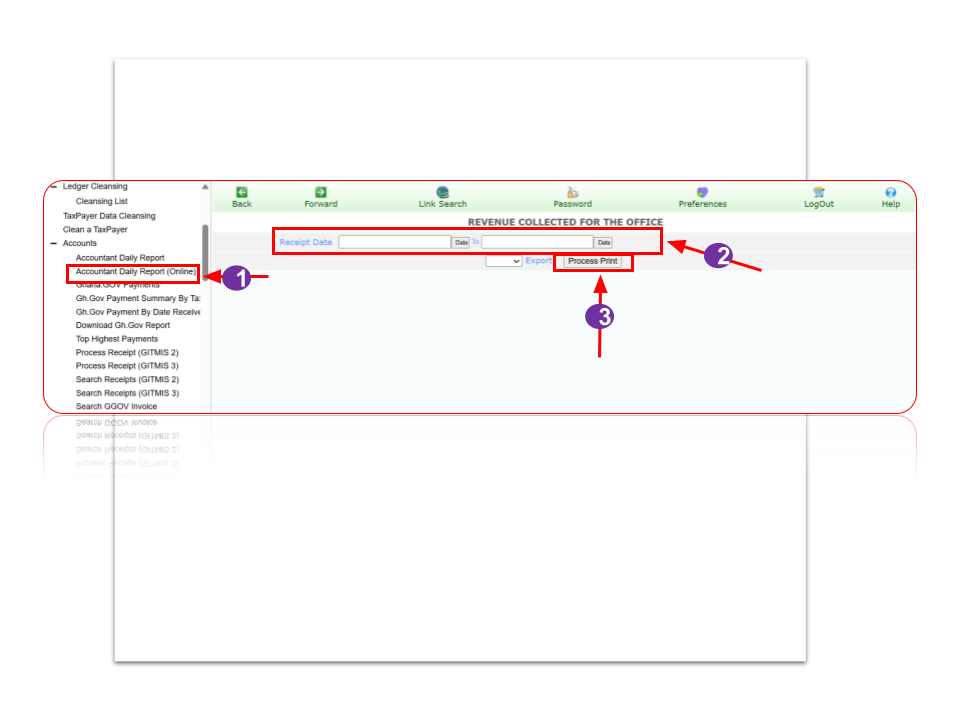 Ledger Cleansing
Cleansing List
TaxPayer Data Cleansing
Clean a TaxPayer
Accounts
Accountant Daily Report
Accountant Daily Report (Online)
Ghana.GOV Payments
Gh.Gov Payment Summary By Ta
Gh.Gov Payment By Date Receive
Download Gh.Gov Report
Top Highest Payments
Process Receipt (GITMIS 2)
Process Receipt (GITMIS 3)
Search Receipts (GITMIS 2)
Search Receipts (GITMIS 3)
Search GGOV Invoice
1
Back Forward Link Search Password Preferences LogOut Help
REVENUE COLLECTED FOR THE OFFICE
Receipt Date Date To Date
2
Export Process Print
3